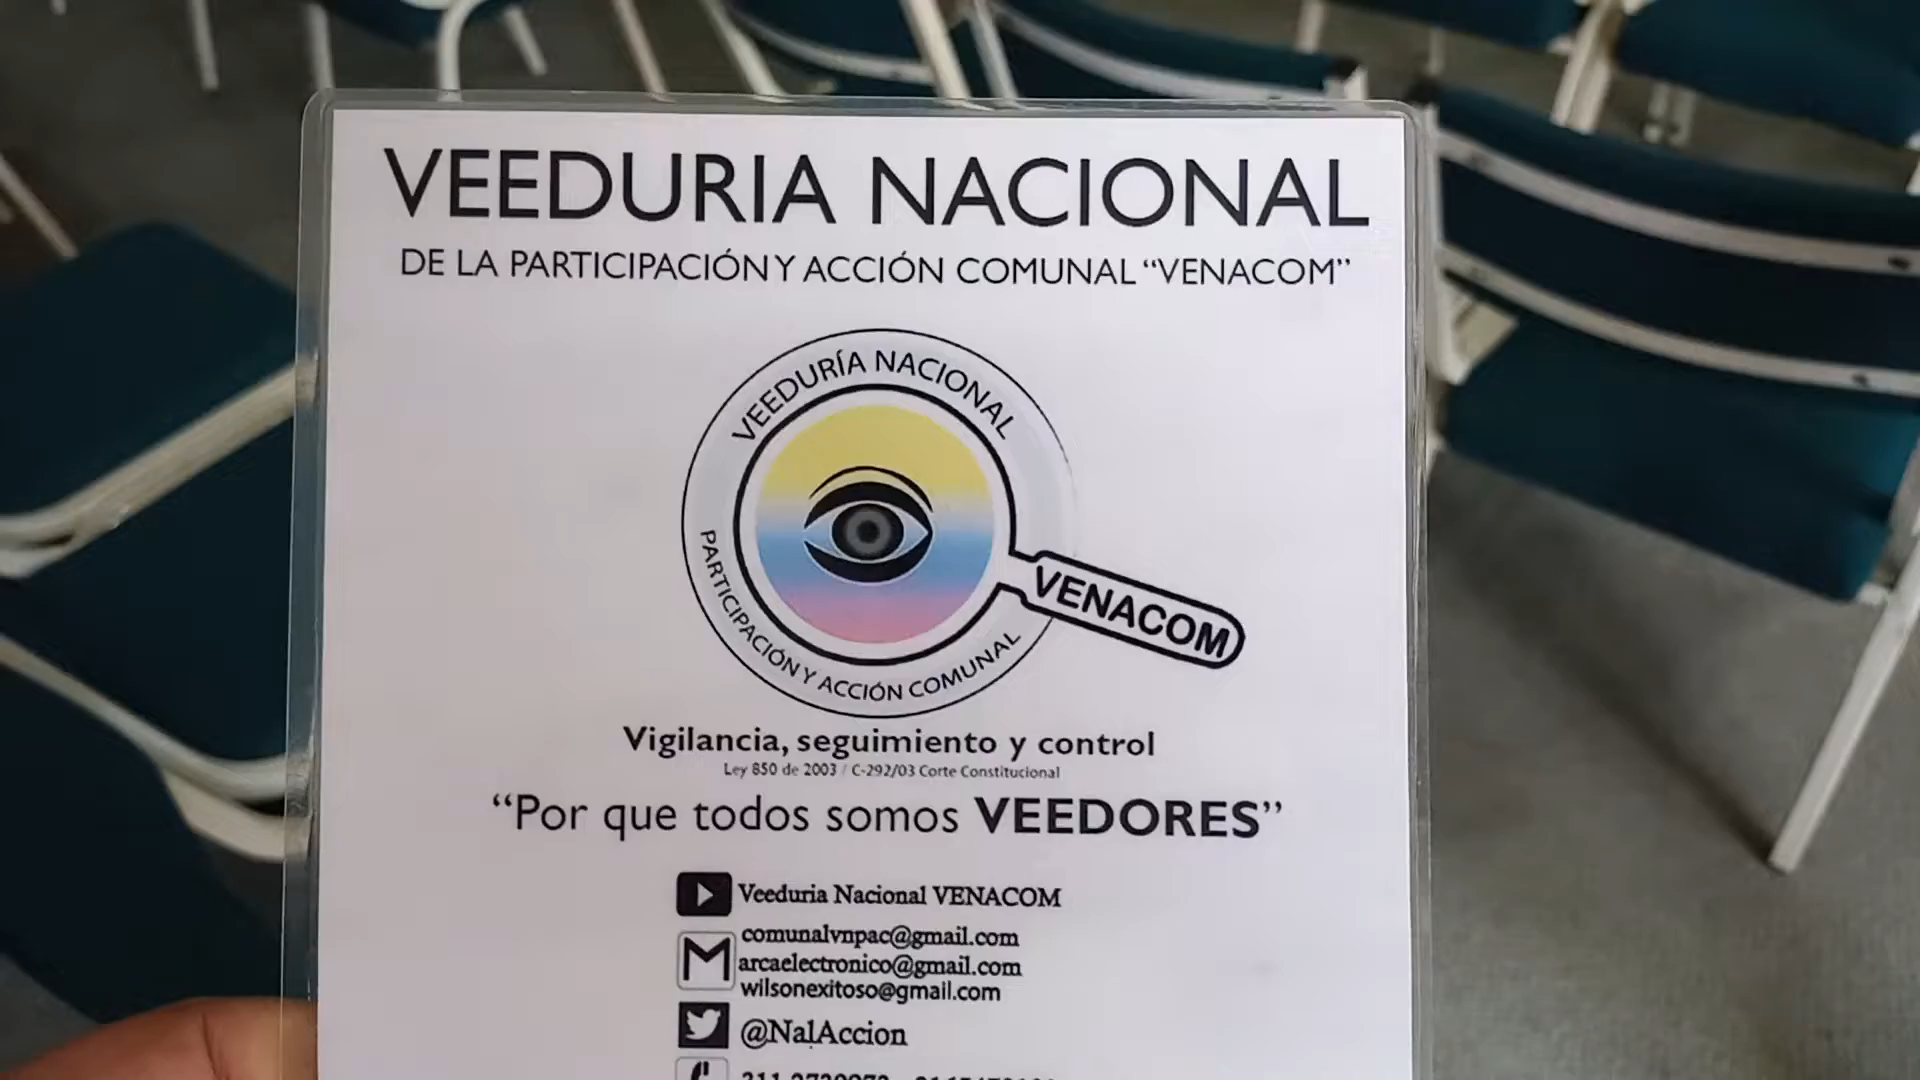 VEEDURIA NACIONAL
DE LA PARTICIPACIÓN Y ACCIÓN COMUNAL “VENACOM”
VEEDURÍA NACIONAL
PARTICIPACIÓN Y ACCIÓN COMUNAL
VENACOM
Vigilancia, seguimiento y control
Ley 850 de 2003 / C-292/03 Corte Constitucional
“Por que todos somos VEEDORES”
Veeduria Nacional VENACOM
comunalvnpac@gmail.com
arcaelectronico@gmail.com
wilsonexitoso@gmail.com
@NalAccion